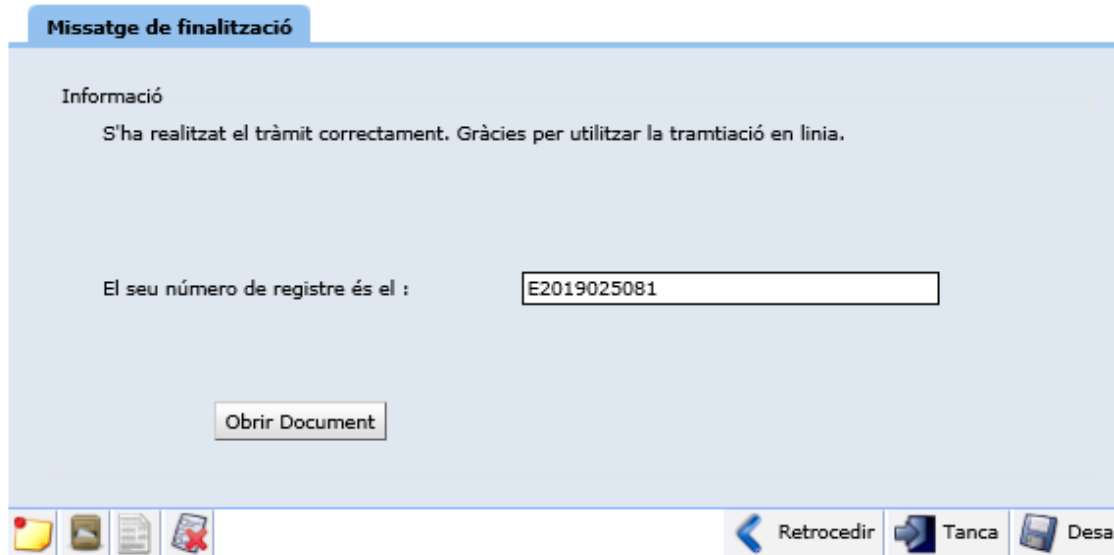 Missatge de finalització
Informació
S'ha realitzat el tràmit correctament. Gràcies per utilitzar la tramtiació en linia.
El seu número de registre és el : E2019025081
Obrir Document
Retrocedir Tanca Desa